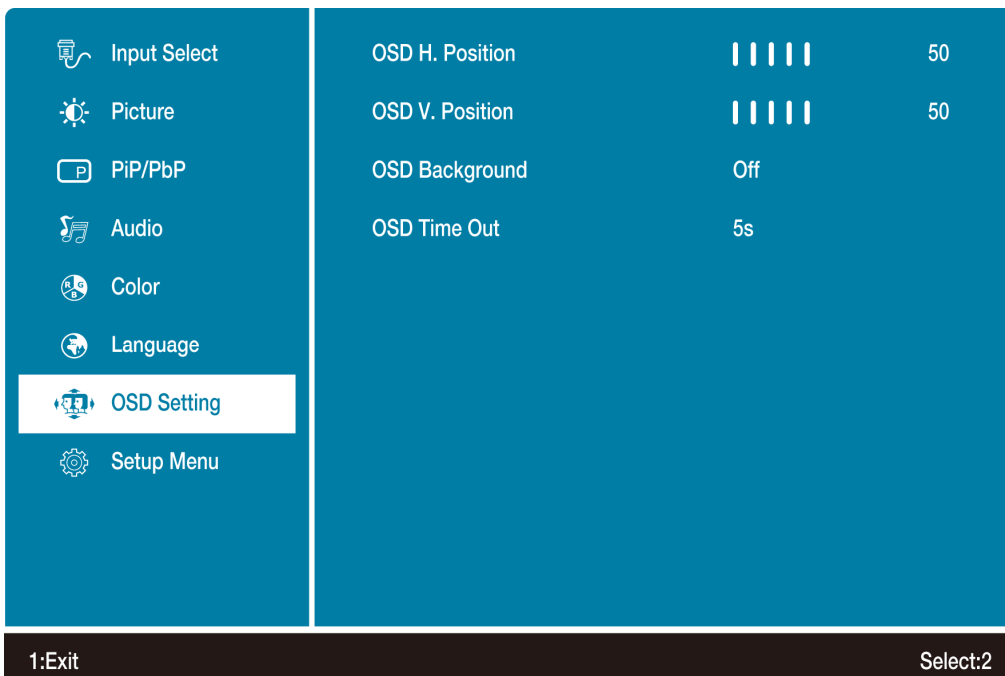 Input Select
Picture
P
PiP/PbP
Audio
R G B
Color
Language
OSD Setting
Setup Menu
OSD H. Position 50
OSD V. Position 50
OSD Background Off
OSD Time Out 5s
1:Exit
Select:2